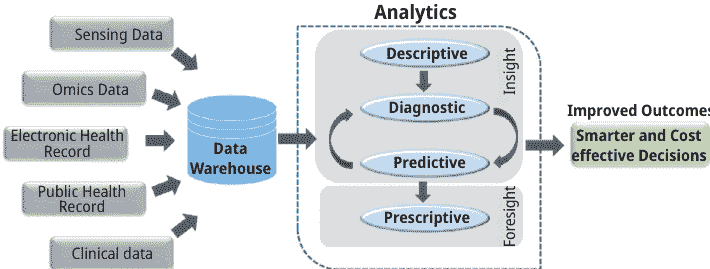 Analytics
Sensing Data
Omics Data
Electronic Health
Record
Public Health
Record
Clinical data
Data
Warehouse
Descriptive
Diagnostic
Predictive
Prescriptive
Insight
Foresight
Improved Outcomes
Smarter and Cost
effective Decisions